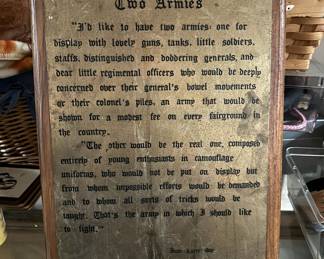 Two Armies
"I'd like to have two armies: one for
display with lovely guns, tanks, little soldiers,
staffs, distinguished and doddering generals, and
dear little regimental officers who would be deeply
concerned over their general's bowel movements
or their colonel's piles, an army that would be
shown for a modest fee on every fairground in
the country.
"The other would be the real one, composed
entirely of young enthusiasts in camouflage
uniforms, who would not be put on display but
from whom impossible efforts would be demanded
and to whom all sorts of tricks would be
taught. That's the army in which I should like
to fight."